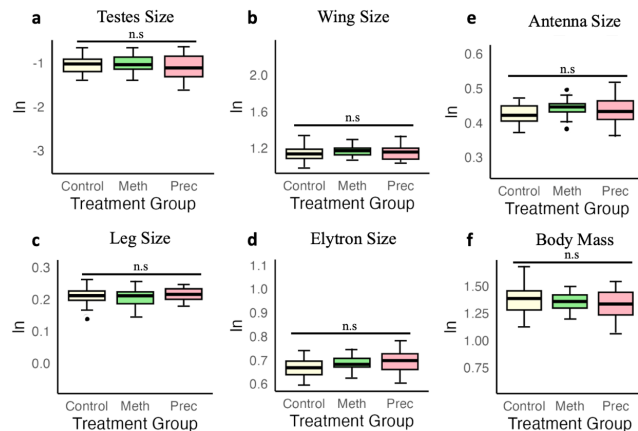 a
Testes Size
n.s
-1
-2
-3
ln
Control Meth Prec
Treatment Group
b
Wing Size
n.s
2.0
1.6
1.2
ln
Control Meth Prec
Treatment Group
e
Antenna Size
n.s
0.6
0.5
0.4
0.3
ln
Control Meth Prec
Treatment Group
c
Leg Size
n.s
0.3
0.2
0.1
0.0
ln
Control Meth Prec
Treatment Group
d
Elytron Size
n.s
1.1
1.0
0.9
0.8
0.7
0.6
ln
Control Meth Prec
Treatment Group
f
Body Mass
n.s
1.50
1.25
1.00
0.75
ln
Control Meth Prec
Treatment Group